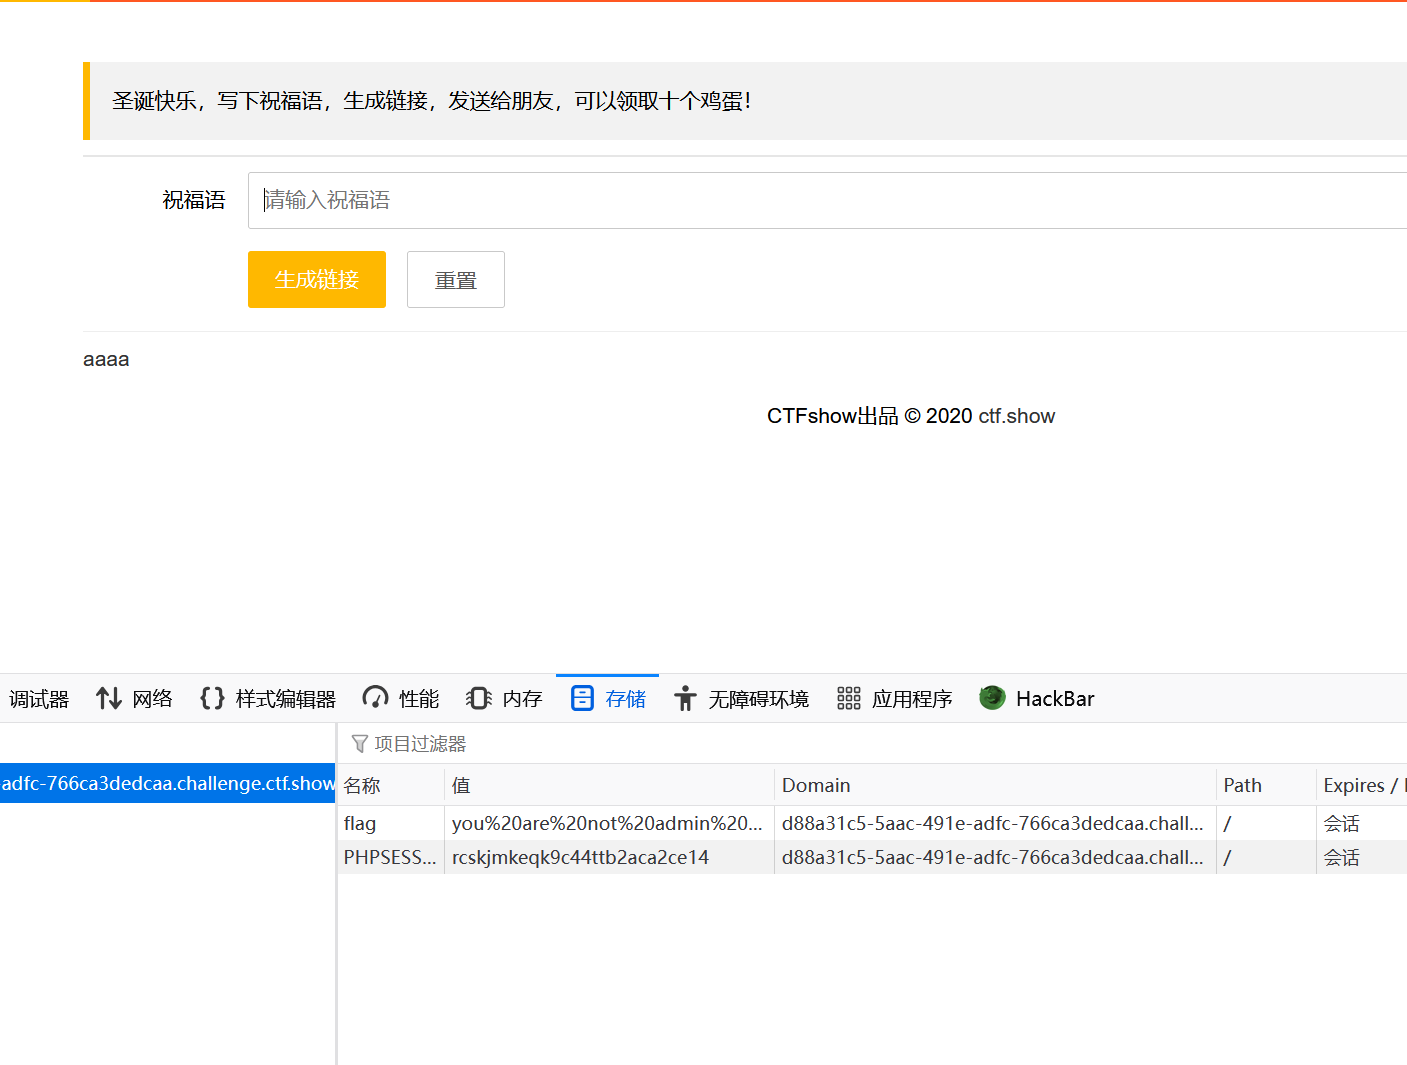 圣诞快乐，写下祝福语，生成链接，发送给朋友，可以领取十个鸡蛋！
祝福语 请输入祝福语
生成链接 重置
aaaa
CTFshow出品 © 2020 ctf.show
调试器 网络 样式编辑器 性能 内存 存储 无障碍环境 应用程序 HackBar
项目过滤器
adfc-766ca3dedcaa.challenge.ctf.show
名称 值 Domain Path Expires /
flag you%20are%20not%20admin%20... d88a31c5-5aac-491e-adfc-766ca3dedcaa.chall... / 会话
PHPSESS... rcskjmkeqk9c44ttb2aca2ce14 d88a31c5-5aac-491e-adfc-766ca3dedcaa.chall... / 会话